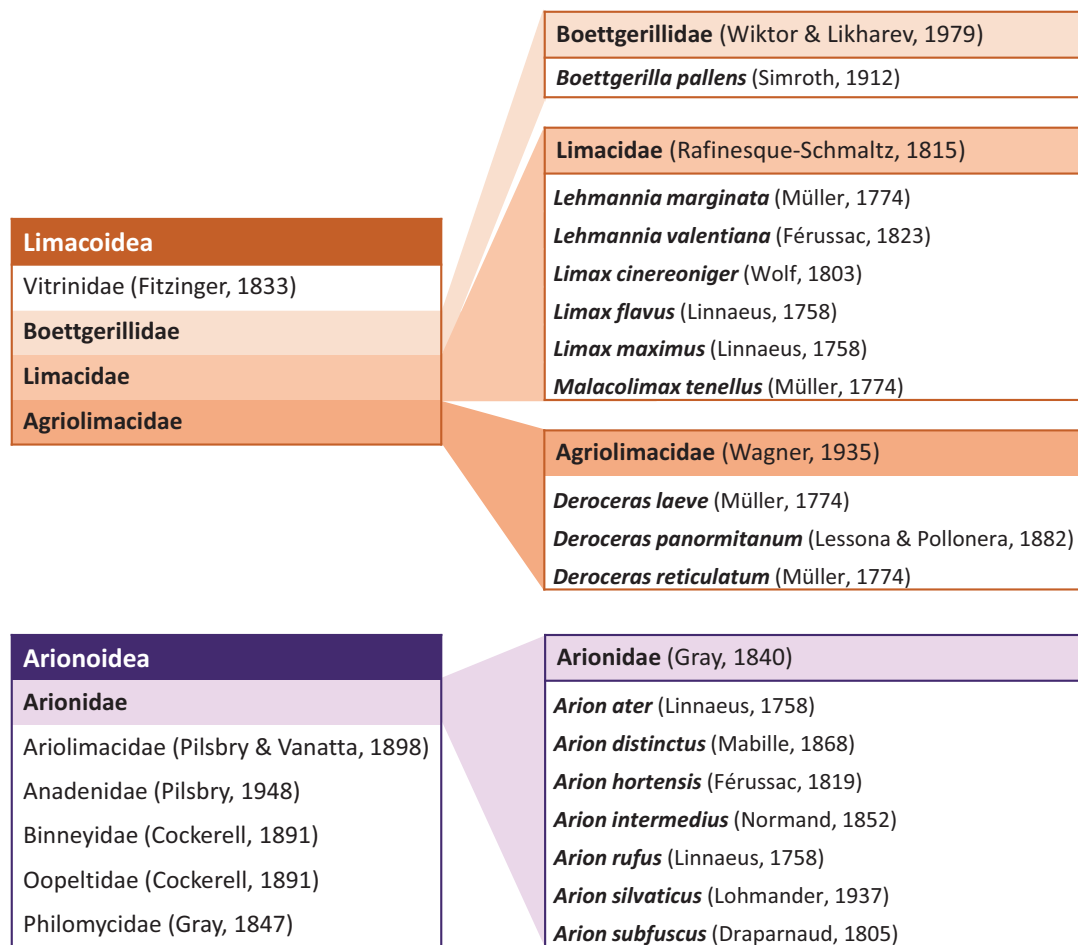 Boettgerillidae (Wiktor & Likharev, 1979)
Boettgerilla pallens (Simroth, 1912)
Limacidae (Rafinesque-Schmaltz, 1815)
Lehmannia marginata (Müller, 1774)
Lehmannia valentiana (Férussac, 1823)
Limax cinereoniger (Wolf, 1803)
Limax flavus (Linnaeus, 1758)
Limax maximus (Linnaeus, 1758)
Malacolimax tenellus (Müller, 1774)
Limacoidea
Vitrinidae (Fitzinger, 1833)
Boettgerillidae
Limacidae
Agriolimacidae
Agriolimacidae (Wagner, 1935)
Deroceras laeve (Müller, 1774)
Deroceras panormitanum (Lessona & Pollonera, 1882)
Deroceras reticulatum (Müller, 1774)
Arionoidea
Arionidae
Ariolimacidae (Pilsbry & Vanatta, 1898)
Anadenidae (Pilsbry, 1948)
Binneyidae (Cockerell, 1891)
Oopeltidae (Cockerell, 1891)
Philomycidae (Gray, 1847)
Arionidae (Gray, 1840)
Arion ater (Linnaeus, 1758)
Arion distinctus (Mabille, 1868)
Arion hortensis (Férussac, 1819)
Arion intermedius (Normand, 1852)
Arion rufus (Linnaeus, 1758)
Arion silvaticus (Lohmander, 1937)
Arion subfuscus (Draparnaud, 1805)